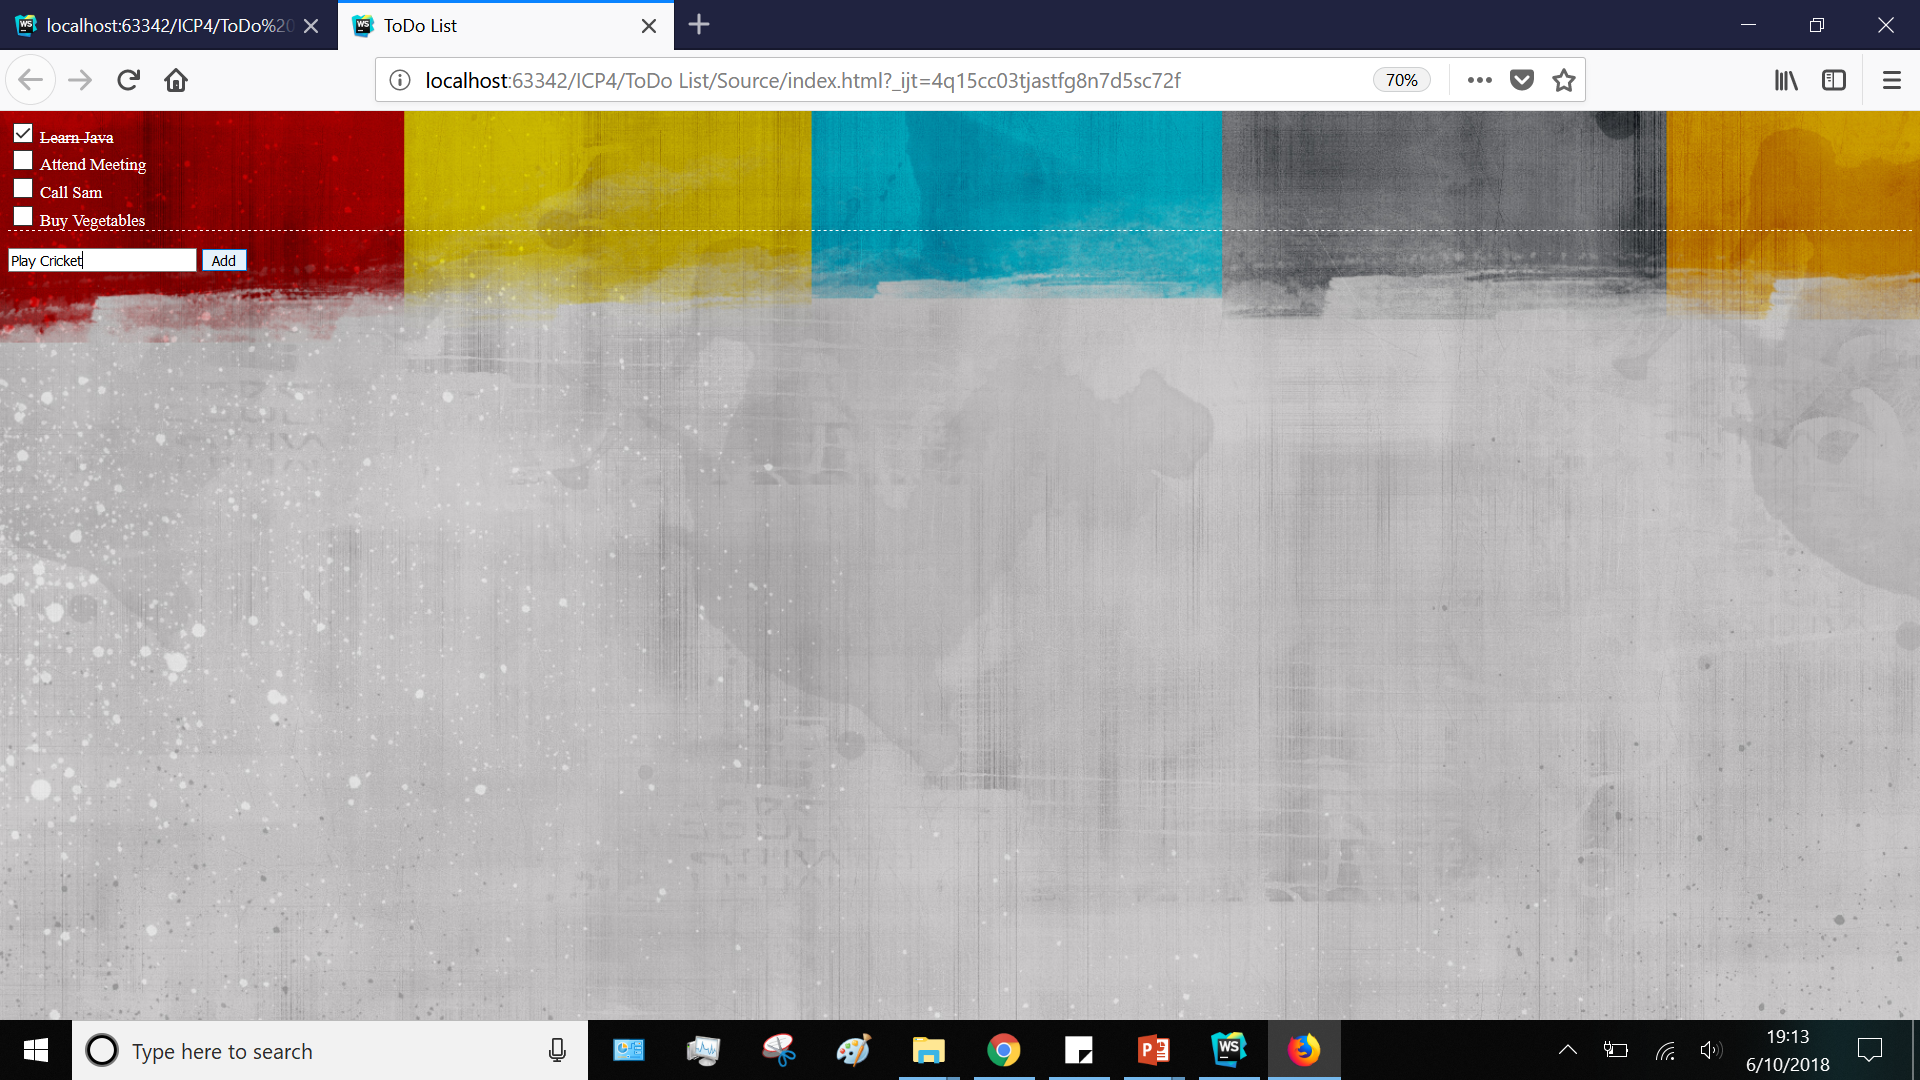 localhost:63342/ICP4/ToDo%20
ToDo List
localhost:63342/ICP4/ToDo List/Source/index.html?_ijt=4q15cc03tjastfg8n7d5sc72f
70%
Learn Java
Attend Meeting
Call Sam
Buy Vegetables
Play Cricket
Add
Type here to search
19:13
6/10/2018